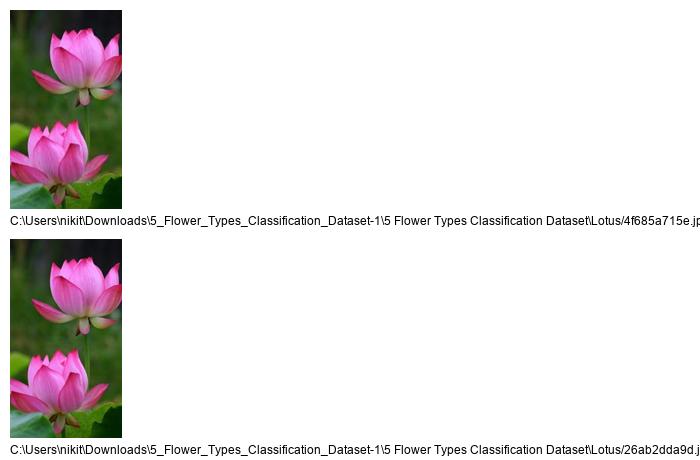 C:\Users\nikit\Downloads\5_Flower_Types_Classification_Dataset-1\5 Flower Types Classification Dataset\Lotus/4f685a715e.jp
C:\Users\nikit\Downloads\5_Flower_Types_Classification_Dataset-1\5 Flower Types Classification Dataset\Lotus/26ab2dda9d.j